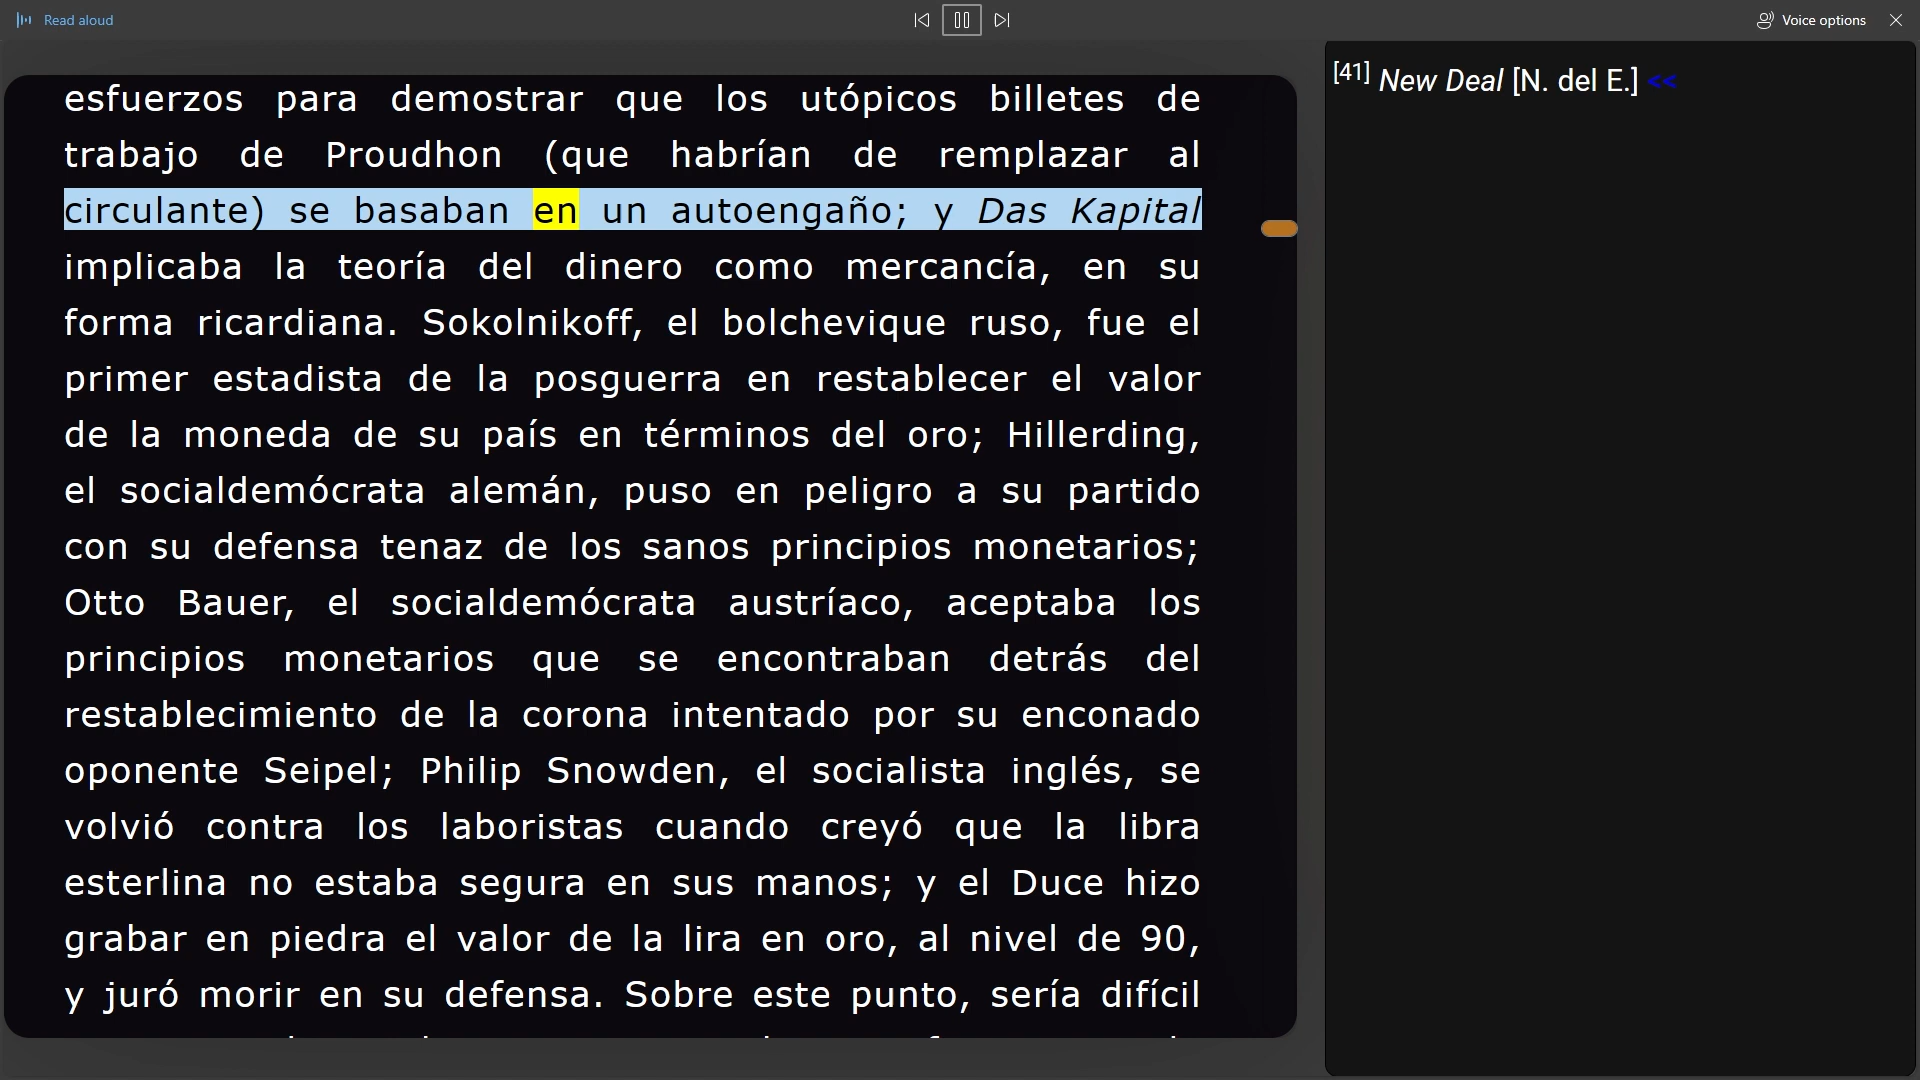 Read aloud
Voice options
esfuerzos para demostrar que los utópicos billetes de
trabajo de Proudhon (que habrían de remplazar al
circulante) se basaban en un autoengaño; y Das Kapital
implicaba la teoría del dinero como mercancía, en su
forma ricardiana. Sokolnikoff, el bolchevique ruso, fue el
primer estadista de la posguerra en restablecer el valor
de la moneda de su país en términos del oro; Hillerding,
el socialdemócrata alemán, puso en peligro a su partido
con su defensa tenaz de los sanos principios monetarios;
Otto Bauer, el socialdemócrata austríaco, aceptaba los
principios monetarios que se encontraban detrás del
restablecimiento de la corona intentado por su enconado
oponente Seipel; Philip Snowden, el socialista inglés, se
volvió contra los laboristas cuando creyó que la libra
esterlina no estaba segura en sus manos; y el Duce hizo
grabar en piedra el valor de la lira en oro, al nivel de 90,
y juró morir en su defensa. Sobre este punto, sería difícil
[41] New Deal [N. del E.] <<